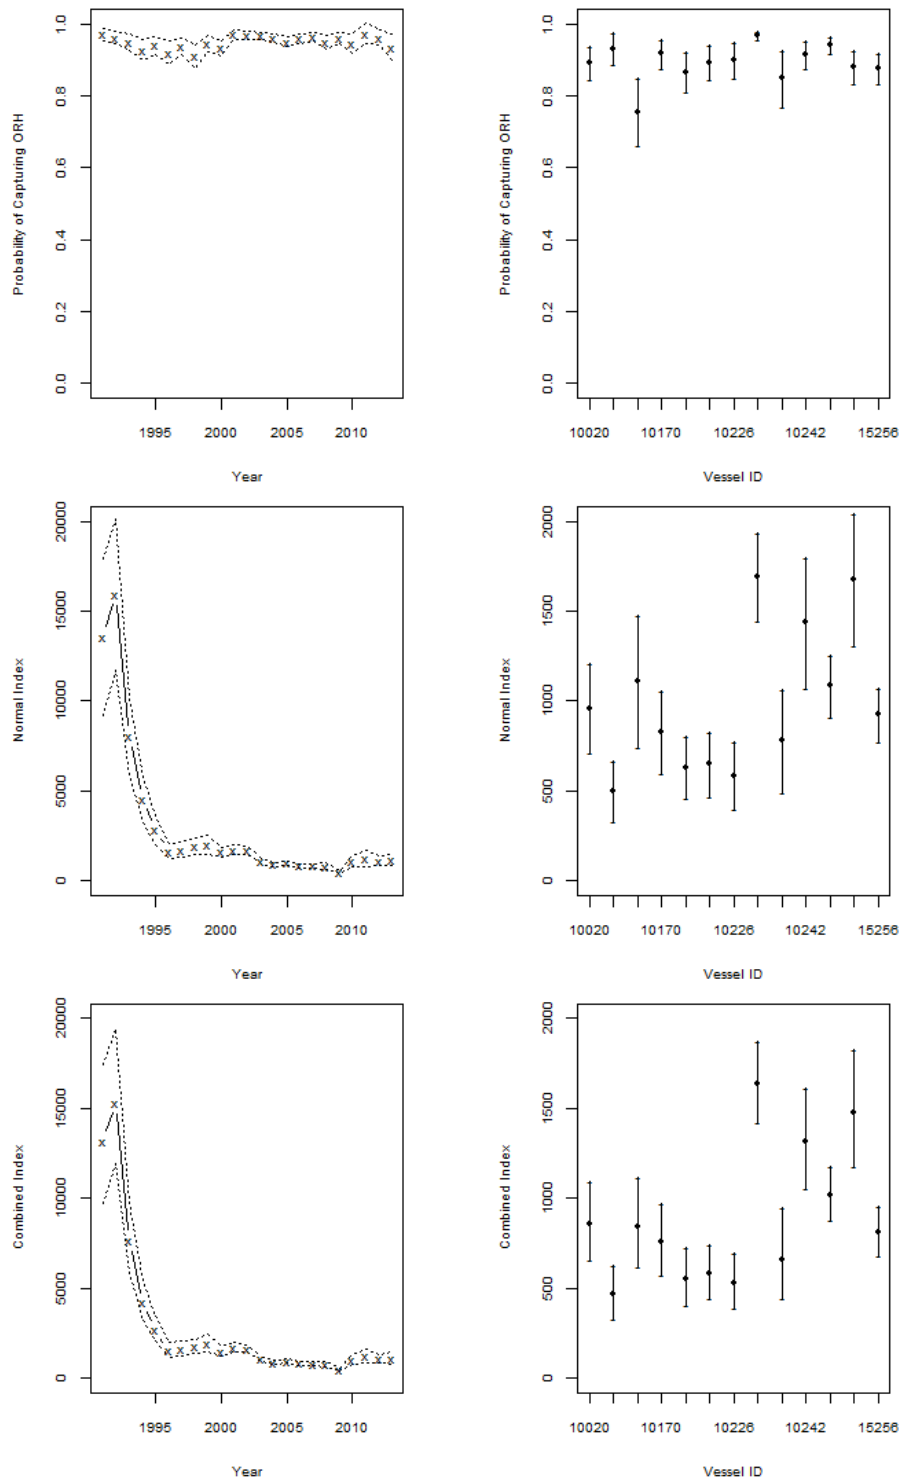 Probability of Capturing ORH
1.0
0.8
0.6
0.4
0.2
0.0
1995 2000 2005 2010
Year
Probability of Capturing ORH
1.0
0.8
0.6
0.4
0.2
0.0
10020 10170 10226 10242 15256
Vessel ID
Normal Index
20000
15000
10000
5000
0
1995 2000 2005 2010
Year
Normal Index
2000
1500
1000
500
0
10020 10170 10226 10242 15256
Vessel ID
Combined Index
20000
15000
10000
5000
0
1995 2000 2005 2010
Year
Combined Index
2000
1500
1000
500
0
10020 10170 10226 10242 15256
Vessel ID